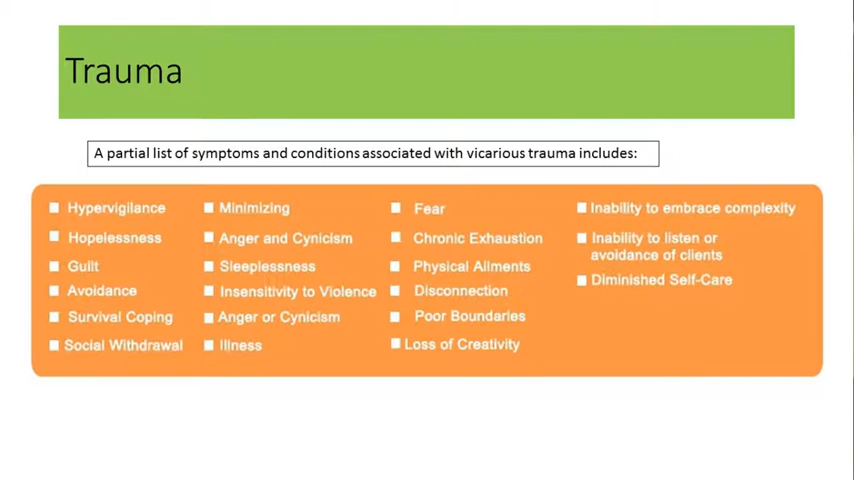 Trauma
A partial list of symptoms and conditions associated with vicarious trauma includes:
Hypervigilance
Hopelessness
Guilt
Avoidance
Survival Coping
Social Withdrawal
Minimizing
Anger and Cynicism
Sleeplessness
Insensitivity to Violence
Anger or Cynicism
Illness
Fear
Chronic Exhaustion
Physical Ailments
Disconnection
Poor Boundaries
Loss of Creativity
Inability to embrace complexity
Inability to listen or
avoidance of clients
Diminished Self-Care